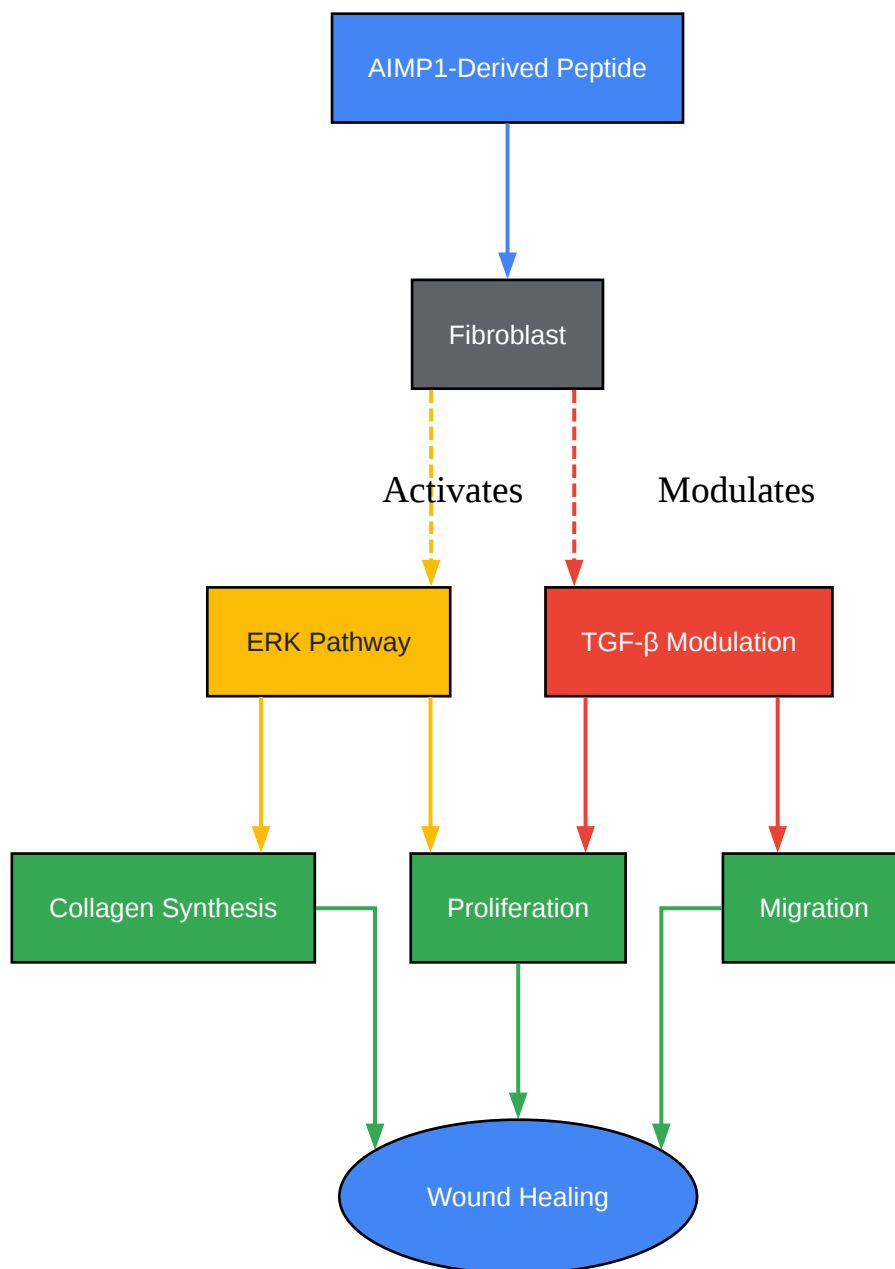 AIMP1-Derived Peptide
Fibroblast
Activates
Modulates
ERK Pathway
TGF-β Modulation
Collagen Synthesis
Proliferation
Migration
Wound Healing